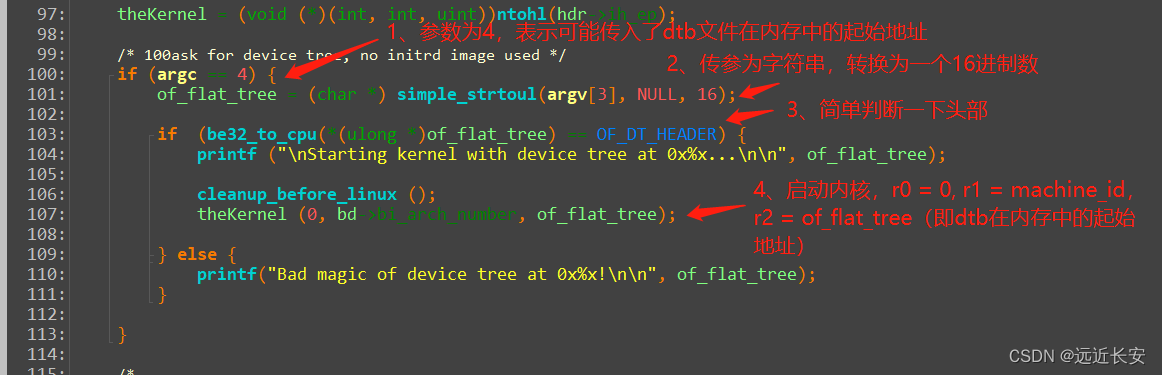 97:     theKernel = (void (*)(int, int, uint))ntohl(hdr->ih_ep);
98:
1、参数为4，表示可能传入了dtb文件在内存中的起始地址
99:     /* 100ask for device tree, no initrd image used */
100:     if (argc == 4) {
2、传参为字符串，转换为一个16进制数
101:         of_flat_tree = (char *) simple_strtoul(argv[3], NULL, 16);
102:
3、简单判断一下头部
103:         if  (be32_to_cpu(*(ulong *)of_flat_tree) == OF_DT_HEADER) {
104:             printf ("\nStarting kernel with device tree at 0x%x...\n\n", of_flat_tree);
105:
106:             cleanup_before_linux ();
4、启动内核，r0 = 0, r1 = machine_id,
107:             theKernel (0, bd->bi_arch_number, of_flat_tree);
r2 = of_flat_tree（即dtb在内存中的起始
108:
地址）
109:         } else {
110:             printf("Bad magic of device tree at 0x%x!\n\n", of_flat_tree);
111:         }
112:
113:     }
114:
115:     /*
CSDN @远近长安